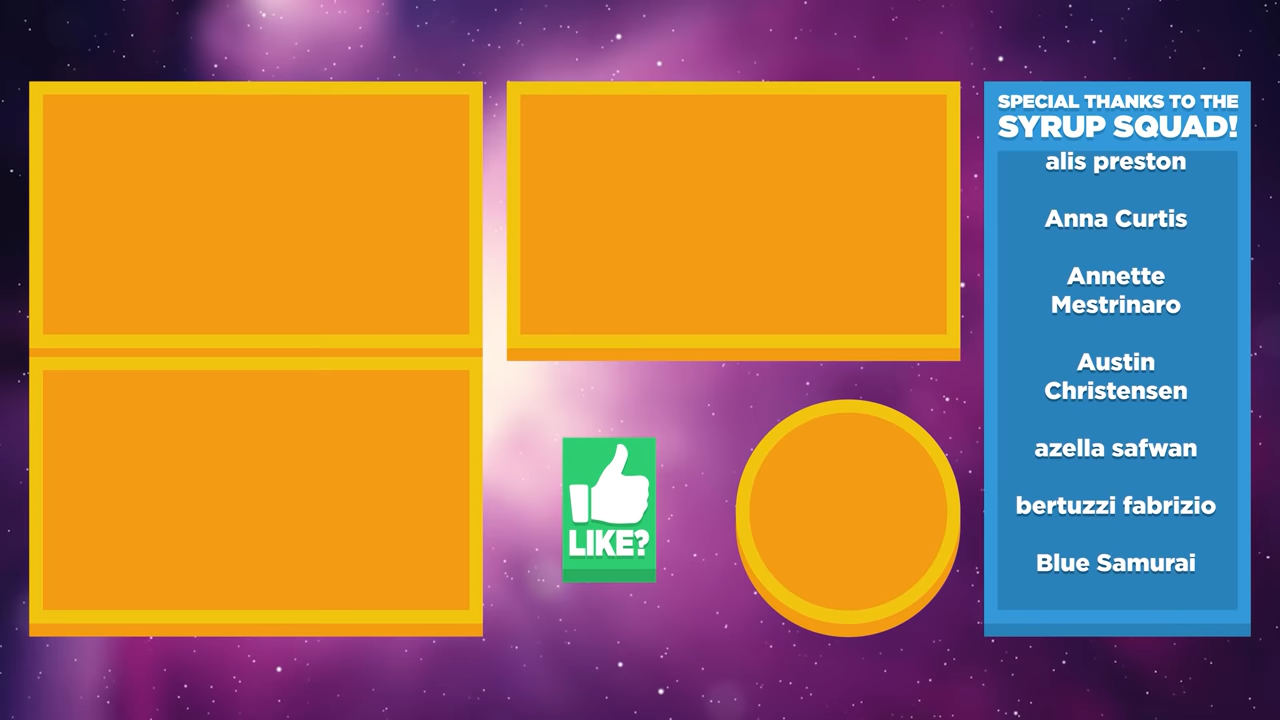 SPECIAL THANKS TO THE
SYRUP SQUAD!
alis preston
Anna Curtis
Annette
Mestrinaro
Austin
Christensen
azella safwan
bertuzzi fabrizio
Blue Samurai
LIKE?